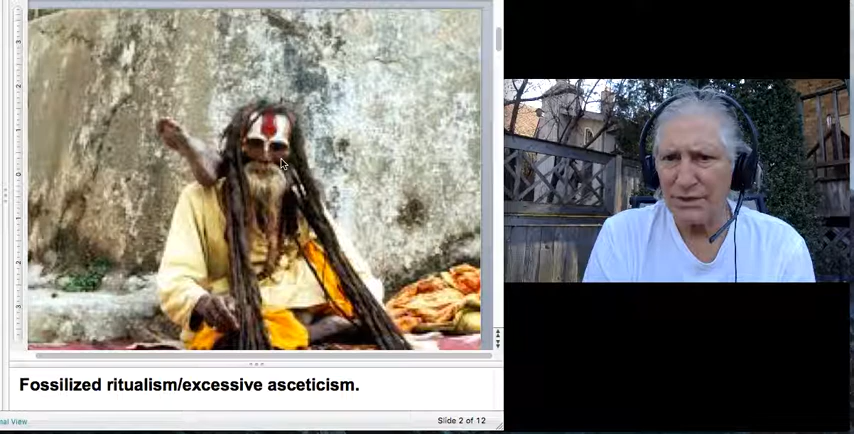 Fossilized ritualism/excessive asceticism.
Slide 2 of 12